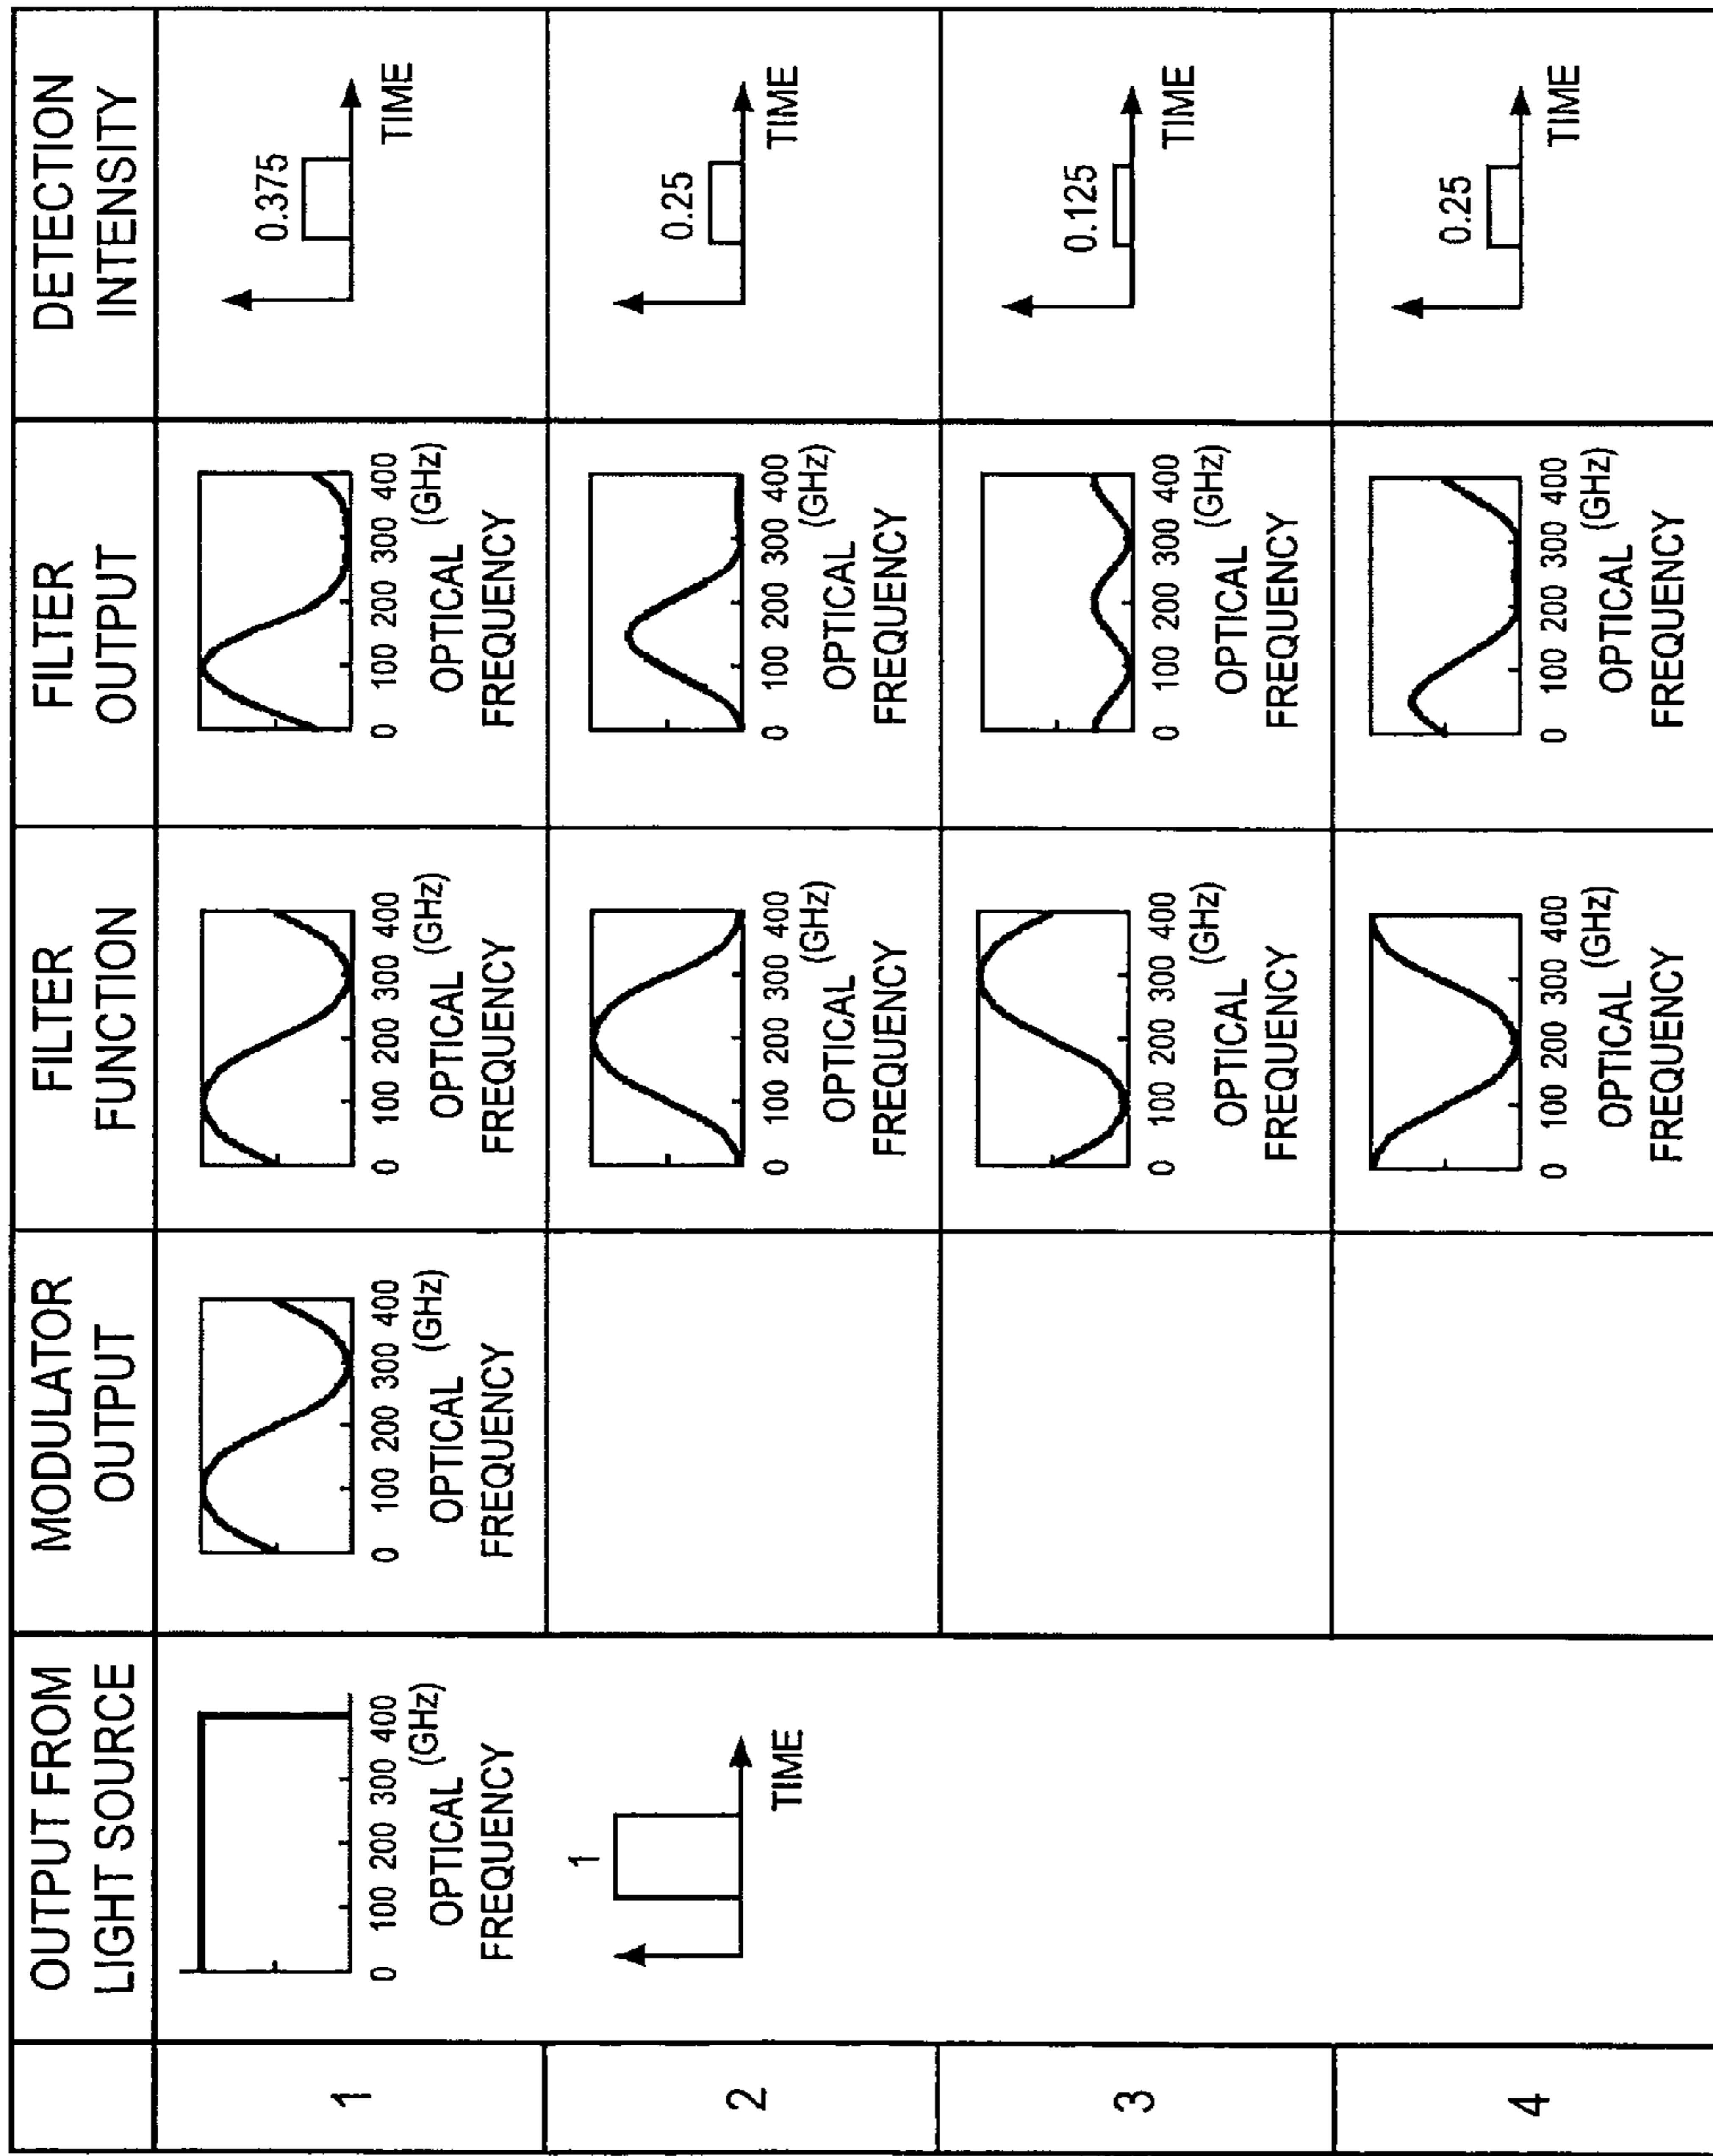 OUTPUT FROM
LIGHT SOURCE
MODULATOR
OUTPUT
FILTER
FUNCTION
FILTER
OUTPUT
DETECTION
INTENSITY
1
0 100 200 300 400
(GHz)
OPTICAL
FREQUENCY
1
TIME
0 100 200 300 400
(GHz)
OPTICAL
FREQUENCY
0 100 200 300 400
(GHz)
OPTICAL
FREQUENCY
0 100 200 300 400
(GHz)
OPTICAL
FREQUENCY
0.375
TIME
2
0 100 200 300 400
(GHz)
OPTICAL
FREQUENCY
0 100 200 300 400
(GHz)
OPTICAL
FREQUENCY
0.25
TIME
3
0 100 200 300 400
(GHz)
OPTICAL
FREQUENCY
0 100 200 300 400
(GHz)
OPTICAL
FREQUENCY
0.125
TIME
4
0 100 200 300 400
(GHz)
OPTICAL
FREQUENCY
0 100 200 300 400
(GHz)
OPTICAL
FREQUENCY
0.25
TIME